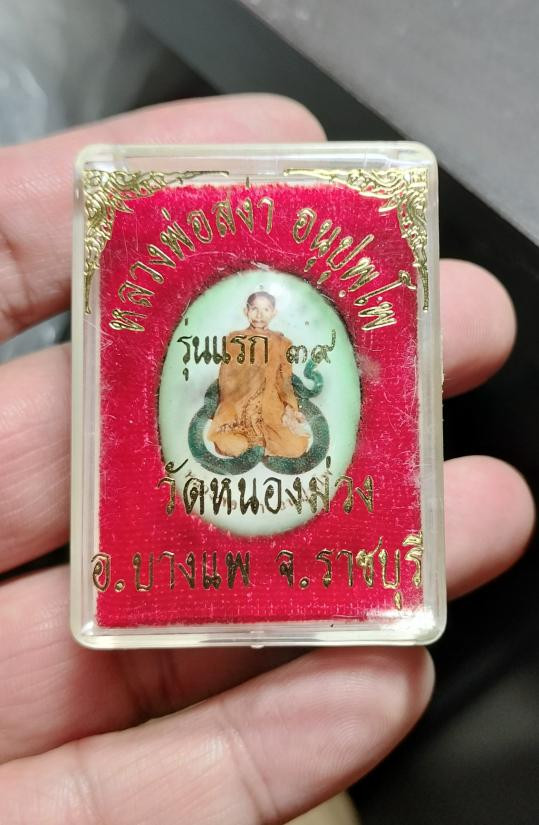 หลวงพ่อสง่า อนุปุพฺโพ
รุ่นแรก ๓๙
วัดหนองม่วง
อ.บางแพ จ.ราชบุรี